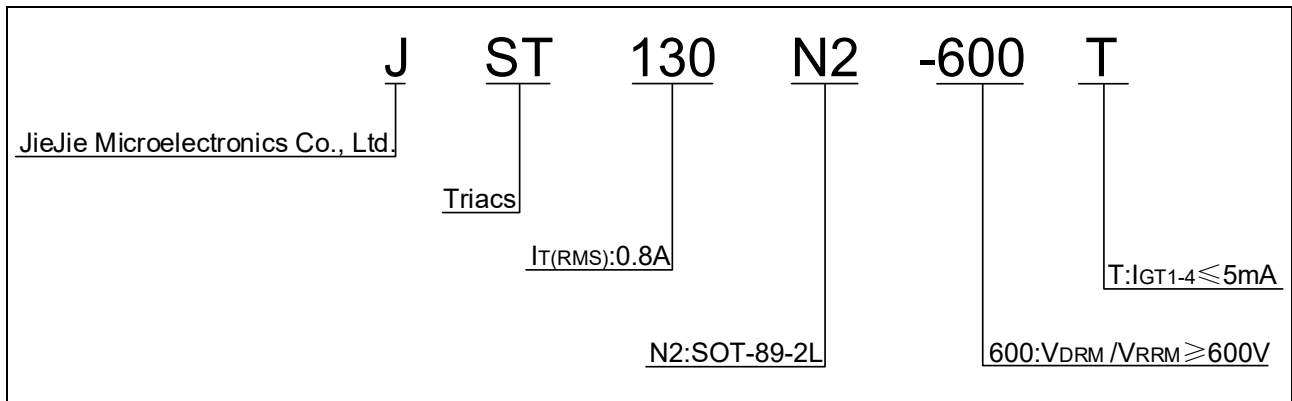 J ST 130 N2 -600 T
JieJie Microelectronics Co., Ltd.
Triacs
IT(RMS):0.8A
T:IGT1-4≤5mA
N2:SOT-89-2L
600:VDRM /VRRM≥600V